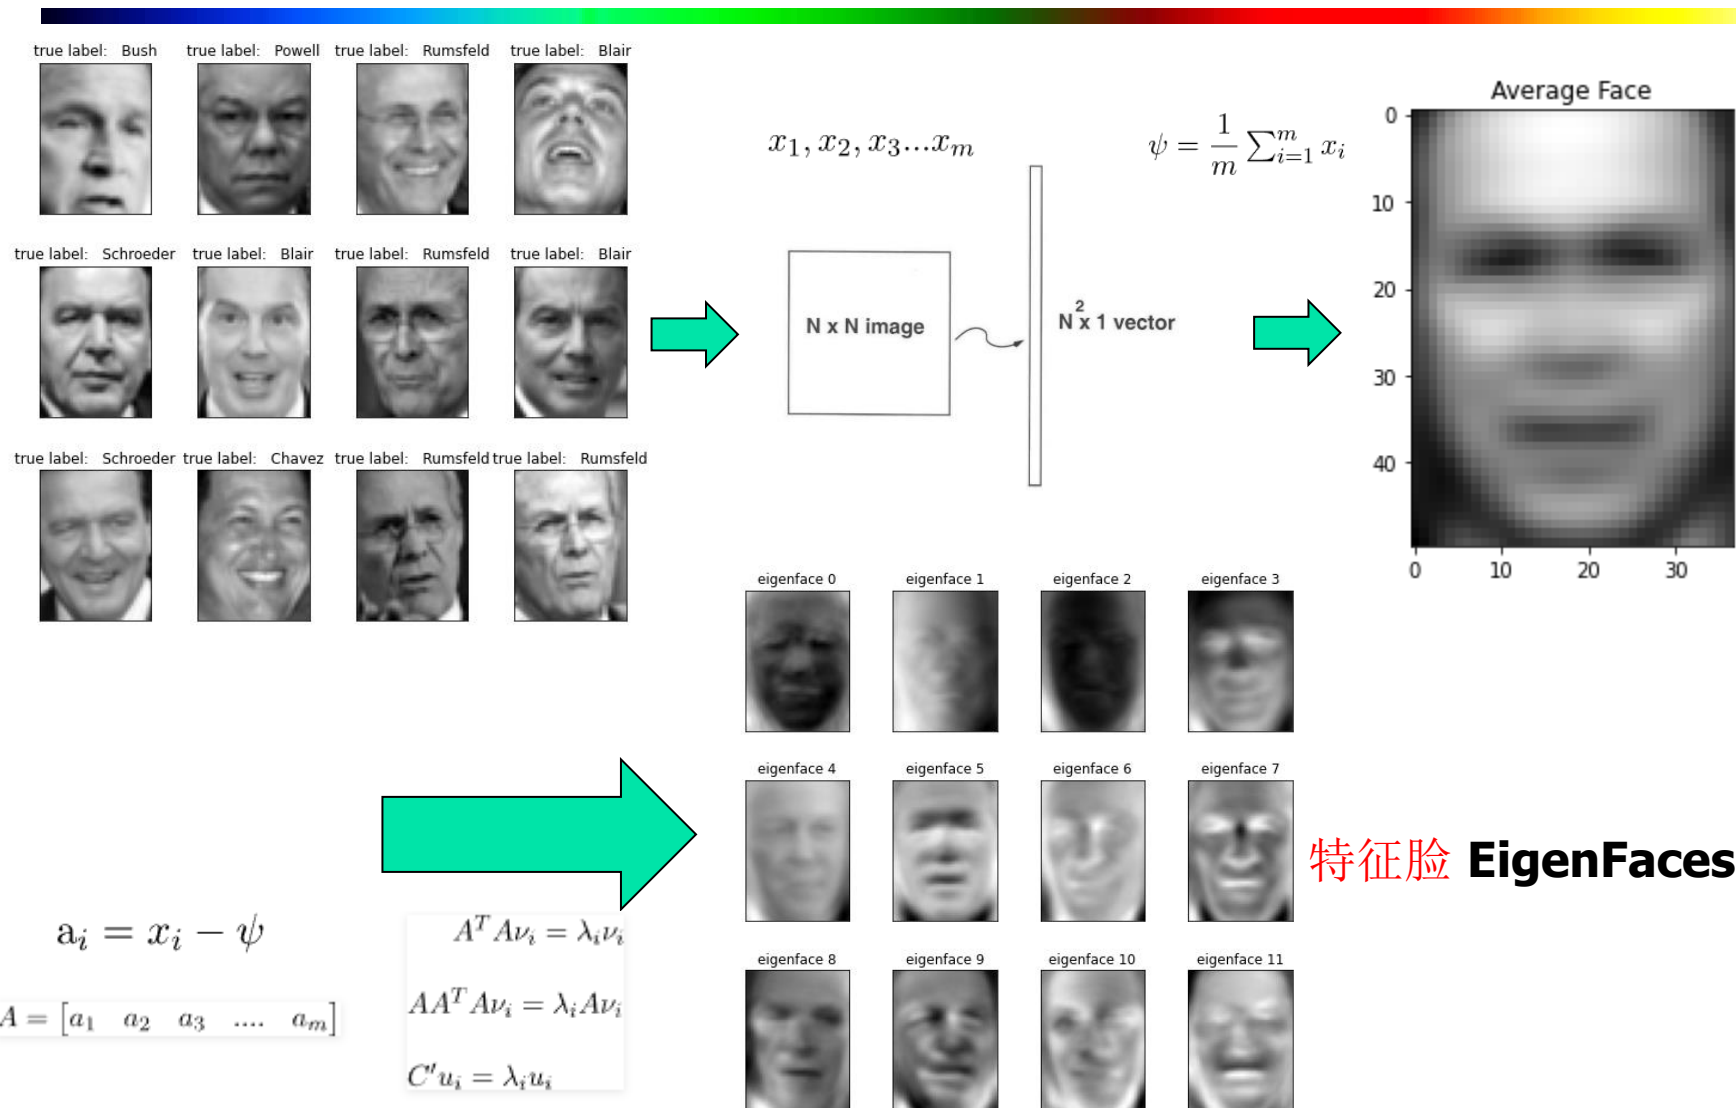 true label: Bush true label: Powell true label: Rumsfeld true label: Blair
true label: Schroeder true label: Blair true label: Rumsfeld true label: Blair
true label: Schroeder true label: Chavez true label: Rumsfeld true label: Rumsfeld
x₁, x₂, x₃...xₘ
N x N image
N² x 1 vector
ψ = 1/m ∑ᵢ₌₁ᵐ xᵢ
Average Face
0
10
20
30
40
0 10 20 30
aᵢ = xᵢ − ψ
A = [a₁ a₂ a₃ .... aₘ]
AᵀAνᵢ = λᵢνᵢ
AAᵀAνᵢ = λᵢAνᵢ
C′uᵢ = λᵢuᵢ
eigenface 0 eigenface 1 eigenface 2 eigenface 3
eigenface 4 eigenface 5 eigenface 6 eigenface 7
eigenface 8 eigenface 9 eigenface 10 eigenface 11
特征脸 EigenFaces